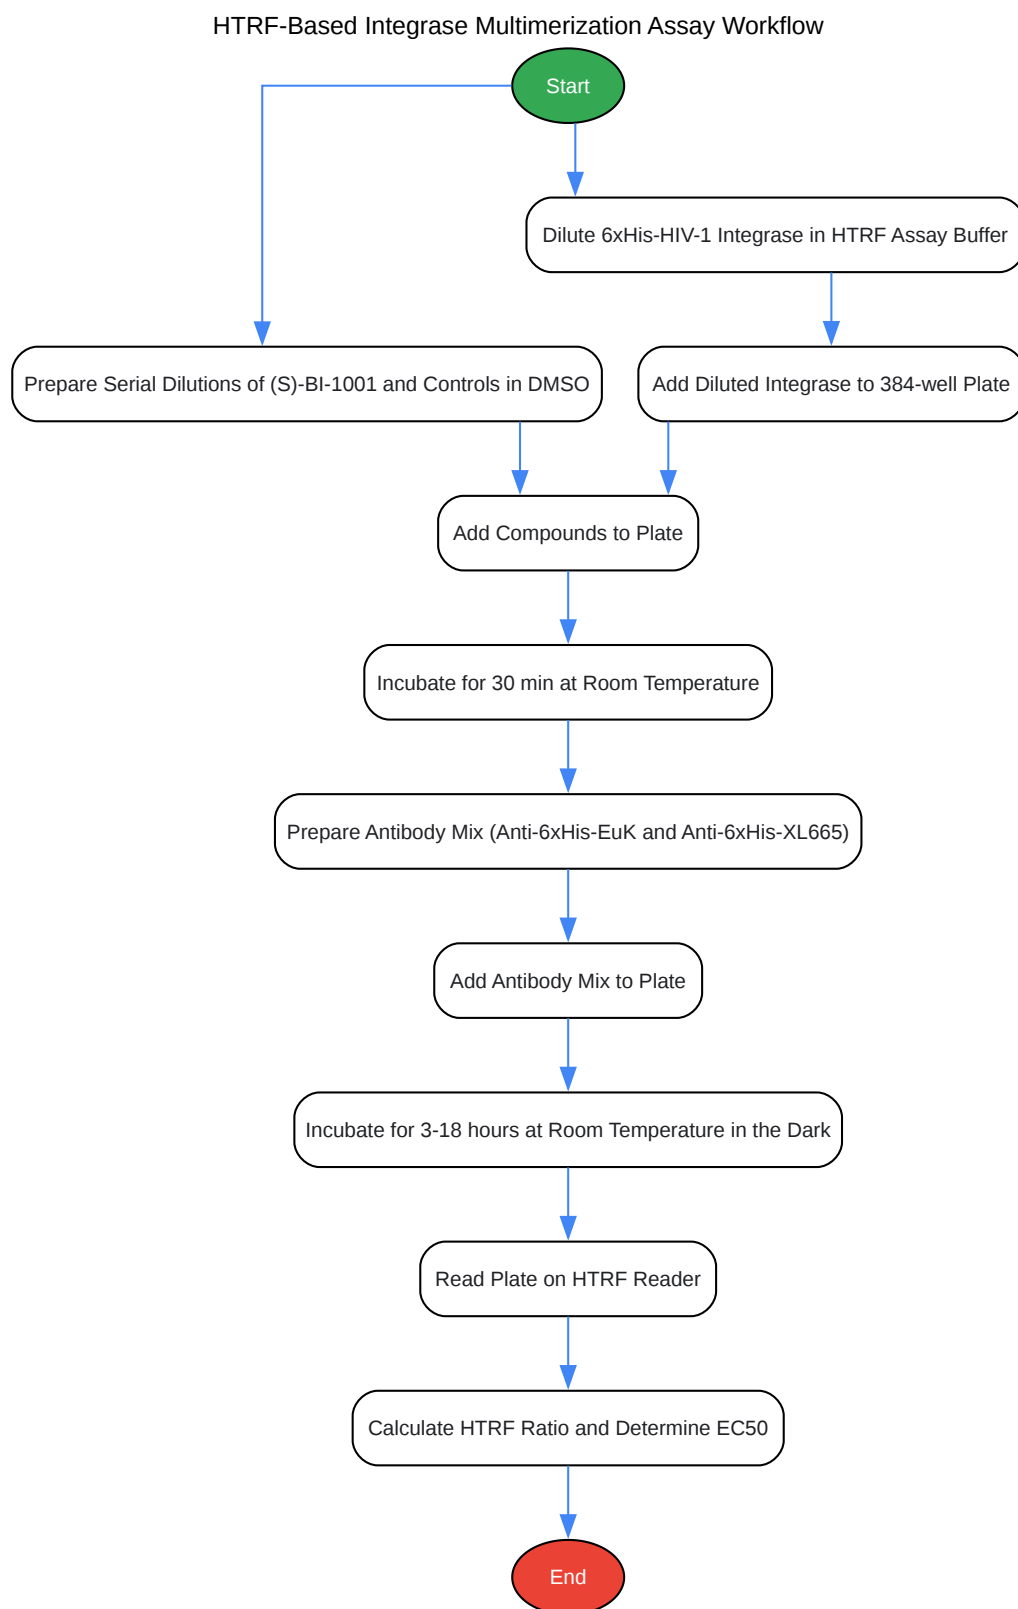 HTRF-Based Integrase Multimerization Assay Workflow
Start
Dilute 6xHis-HIV-1 Integrase in HTRF Assay Buffer
Prepare Serial Dilutions of (S)-BI-1001 and Controls in DMSO
Add Diluted Integrase to 384-well Plate
Add Compounds to Plate
Incubate for 30 min at Room Temperature
Prepare Antibody Mix (Anti-6xHis-EuK and Anti-6xHis-XL665)
Add Antibody Mix to Plate
Incubate for 3-18 hours at Room Temperature in the Dark
Read Plate on HTRF Reader
Calculate HTRF Ratio and Determine EC50
End